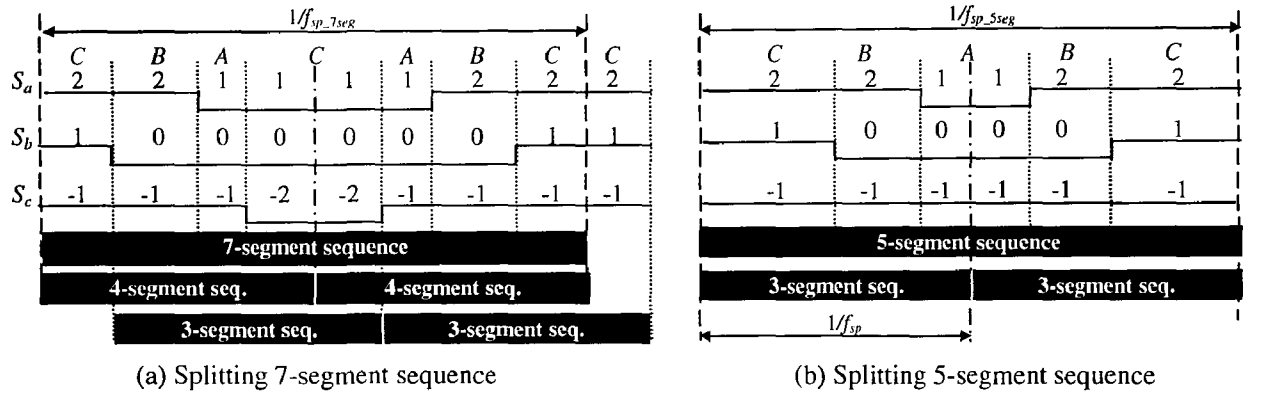 1/f_sp_7seg
C B A C A B C C
S_a 2 2 1 1 1 1 2 2 2
S_b 1 0 0 0 0 0 0 1 1
S_c -1 -1 -1 -2 -2 -1 -1 -1 -1
7-segment sequence
4-segment seq. 4-segment seq.
3-segment seq. 3-segment seq.
(a) Splitting 7-segment sequence
1/f_sp_5seg
C B A B C
2 2 1 1 2 2
1 0 0 0 0 1
-1 -1 -1 -1 -1 -1
5-segment sequence
3-segment seq. 3-segment seq.
1/f_sp
(b) Splitting 5-segment sequence